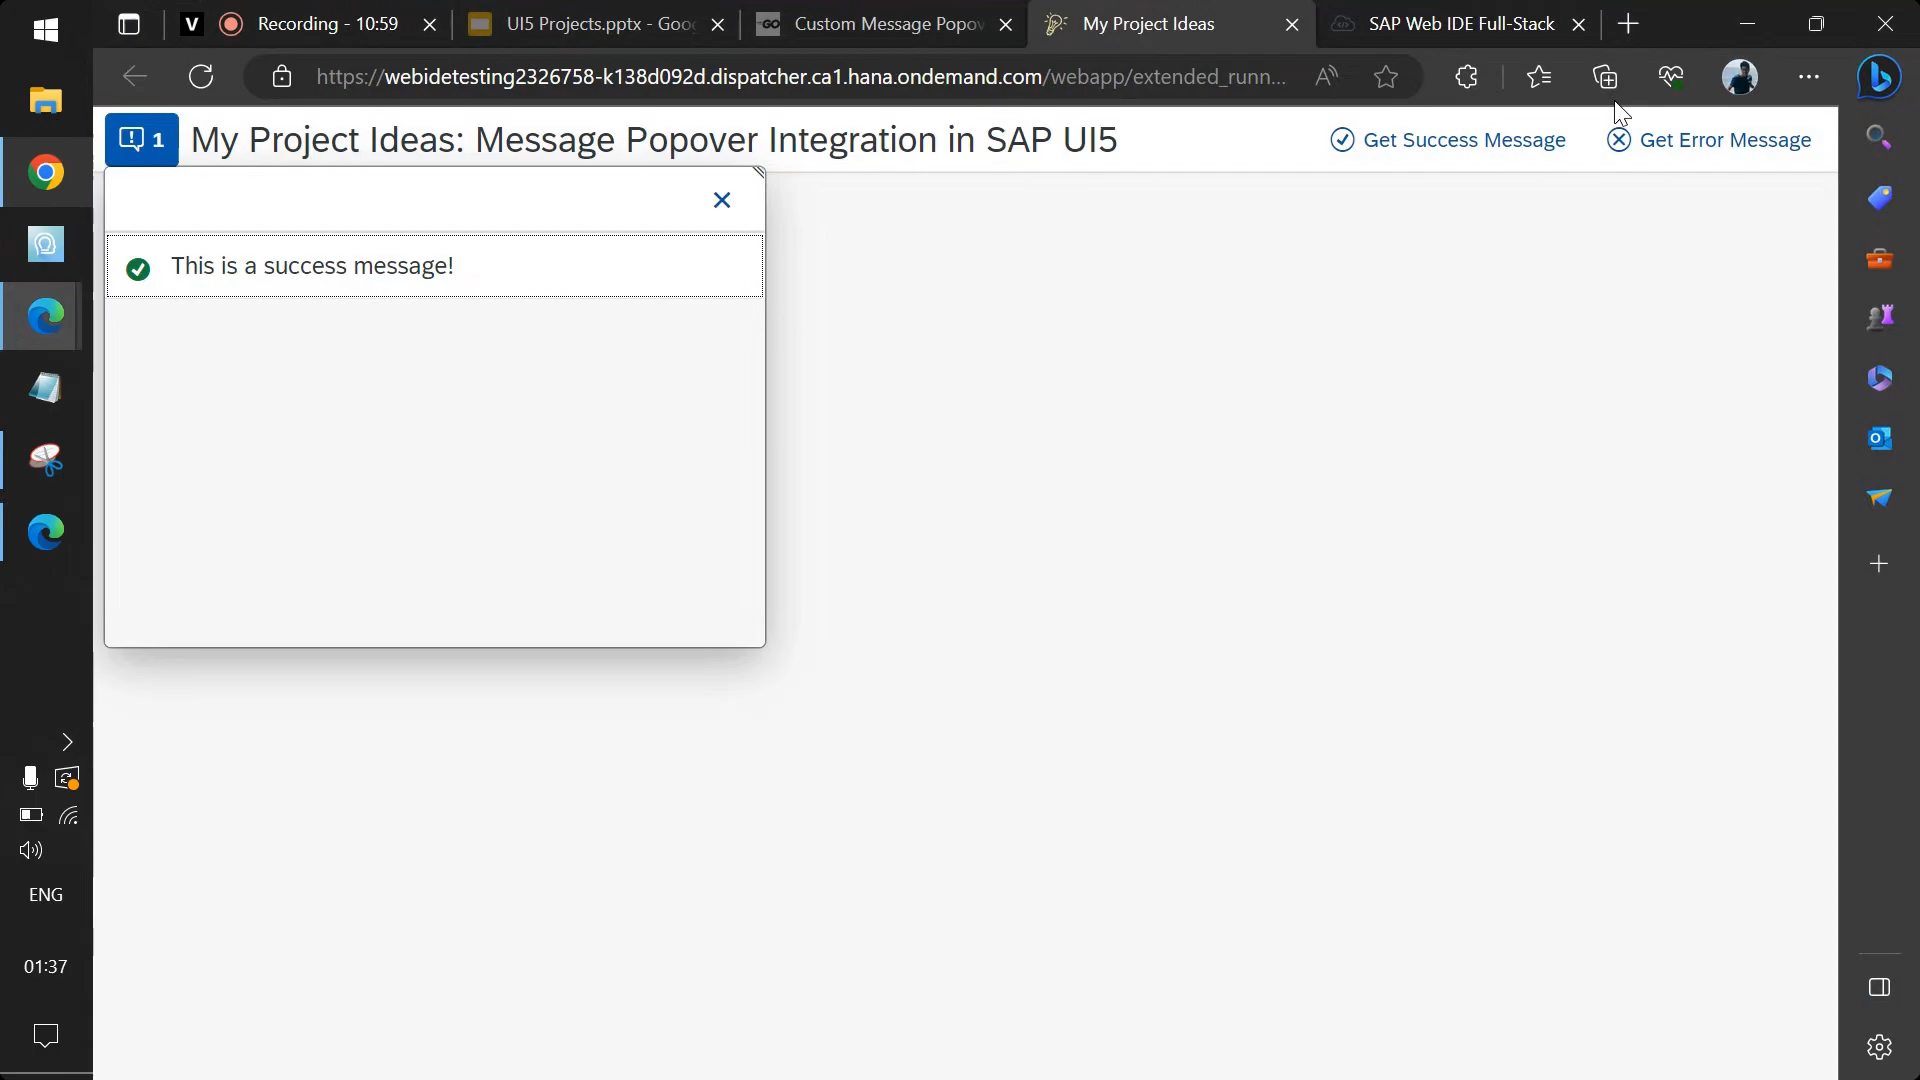 V
Recording - 10:59
UI5 Projects.pptx - Goo
GO
Custom Message Popov
My Project Ideas
SAP Web IDE Full-Stack
https://webidetesting2326758-k138d092d.dispatcher.ca1.hana.ondemand.com/webapp/extended_runn...
1
My Project Ideas: Message Popover Integration in SAP UI5
Get Success Message
Get Error Message
This is a success message!
ENG
01:37